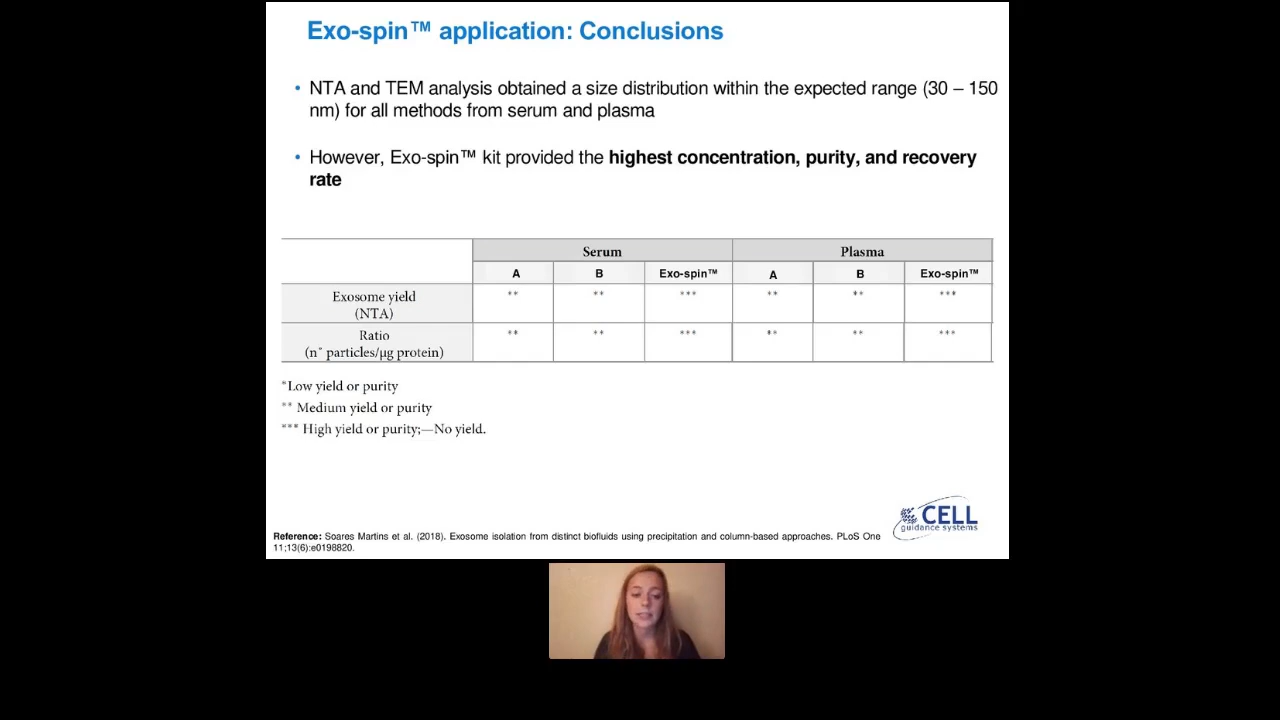 Exo-spin™ application: Conclusions
• NTA and TEM analysis obtained a size distribution within the expected range (30 – 150
nm) for all methods from serum and plasma
• However, Exo-spin™ kit provided the highest concentration, purity, and recovery
rate
Serum Plasma
A B Exo-spin™ A B Exo-spin™
Exosome yield
(NTA) ** ** *** ** ** ***
Ratio
(n° particles/µg protein) ** ** *** ** ** ***
*Low yield or purity
** Medium yield or purity
*** High yield or purity;—No yield.
CELL
guidance systems
Reference: Soares Martins et al. (2018). Exosome isolation from distinct biofluids using precipitation and column-based approaches. PLoS One
11;13(6):e0198820.